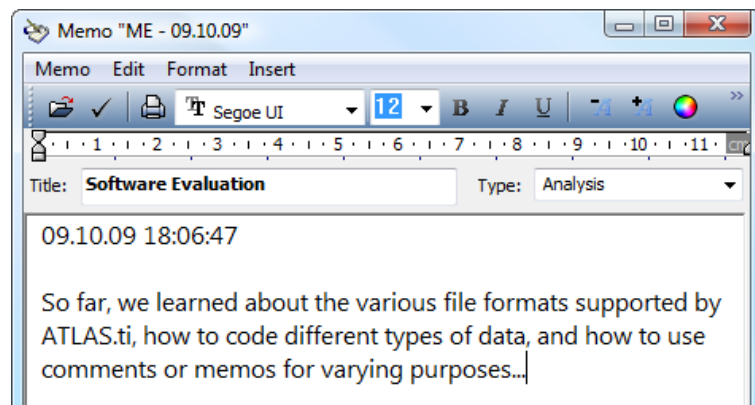 Memo "ME - 09.10.09"
Memo Edit Format Insert
Segoe UI 12 B I U
1 2 3 4 5 6 7 8 9 10 11 cm
Title: Software Evaluation Type: Analysis
09.10.09 18:06:47
So far, we learned about the various file formats supported by
ATLAS.ti, how to code different types of data, and how to use
comments or memos for varying purposes...